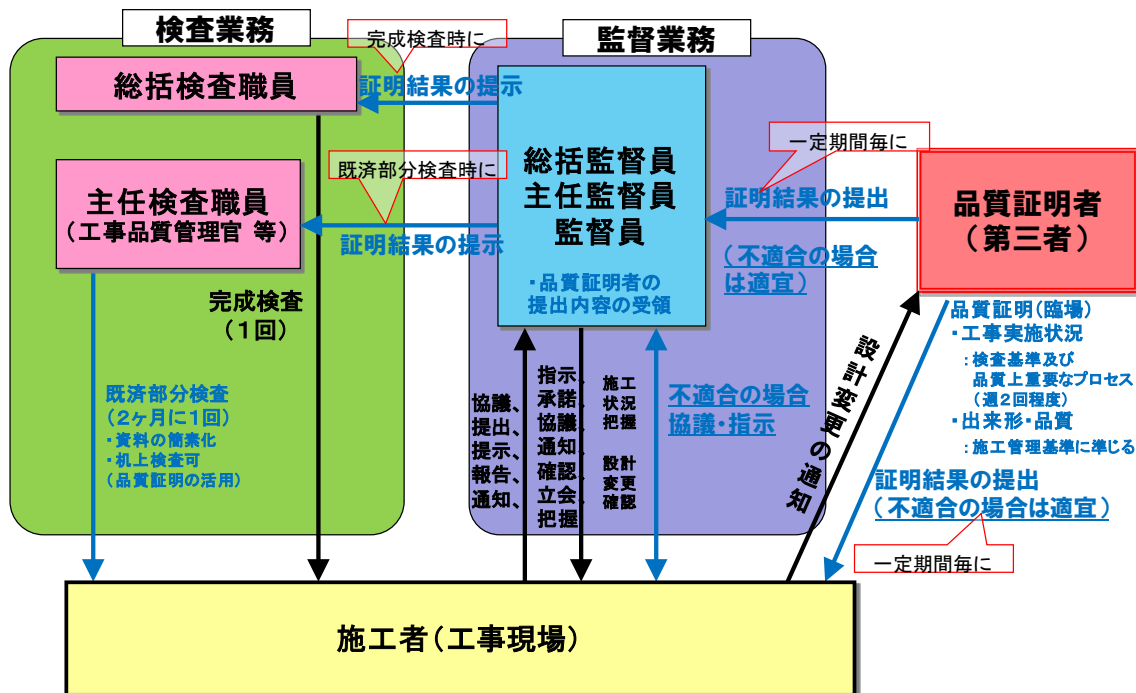 検査業務
完成検査時に
監督業務
総括検査職員
証明結果の提示
一定期間毎に
既済部分検査時に
主任検査職員
(工事品質管理官 等)
証明結果の提示
総括監督員
主任監督員
監督員
・品質証明者の
提出内容の受領
証明結果の提出
(不適合の場合
は適宜)
品質証明者
(第三者)
完成検査
(1回)
既済部分検査
(2ヶ月に1回)
・資料の簡素化
・机上検査可
(品質証明の活用)
協議、
提出、
提示、
報告、
通知、
指示、
承諾、
協議、
通知、
確認、
立会、
把握
施工
状況
把握
設計
変更
確認
不適合の場合
協議・指示
設計変更の通知
品質証明(臨場)
・工事実施状況
:検査基準及び
品質上重要なプロセス
(週2回程度)
・出来形・品質
:施工管理基準に準じる
証明結果の提出
(不適合の場合は適宜)
一定期間毎に
施工者(工事現場)